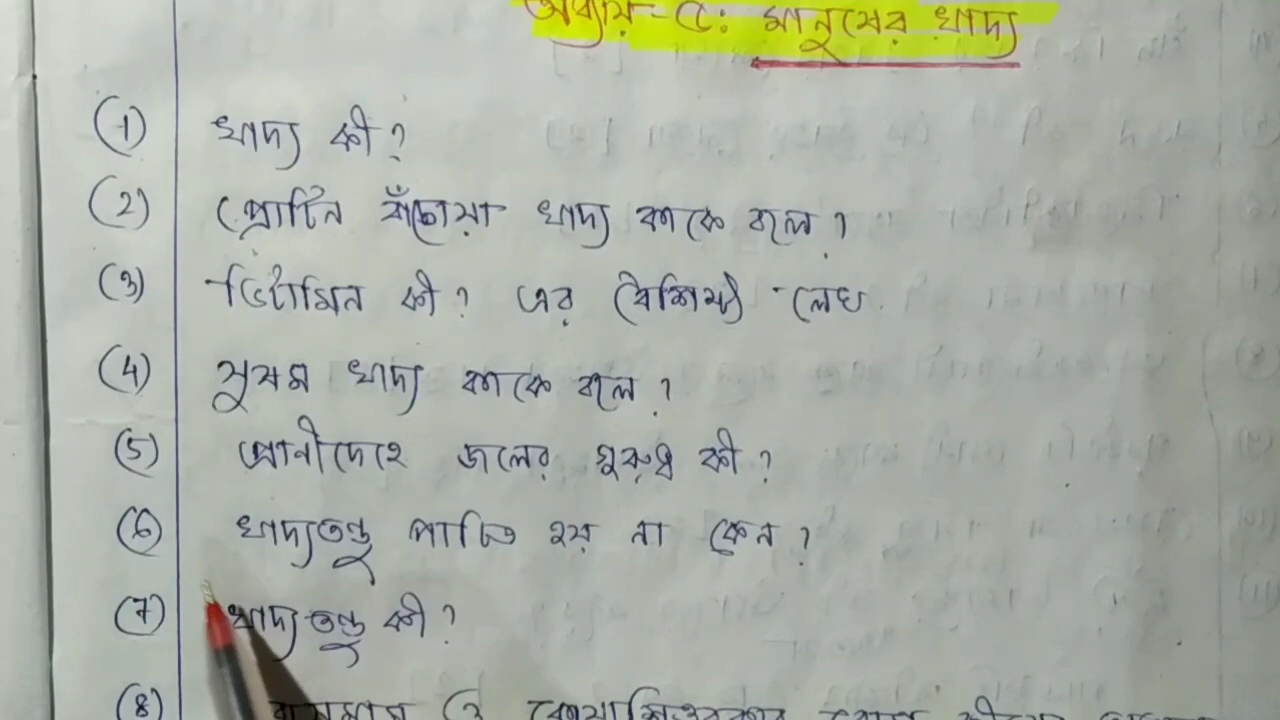 অধ্যায়-৫: মানুষের খাদ্য
(1) খাদ্য কী?
(2) প্রোটিন বাঁচোয়া খাদ্য কাকে বলে?
(3) ভিটামিন কী? এর বৈশিষ্ট্য লেখ
(4) সুষম খাদ্য কাকে বলে?
(5) প্রানীদেহে জলের গুরুত্ব কী?
(6) খাদ্যতন্তু পাচিত হয় না কেন?
(7) খাদ্যতন্তু কী?
(8) ও